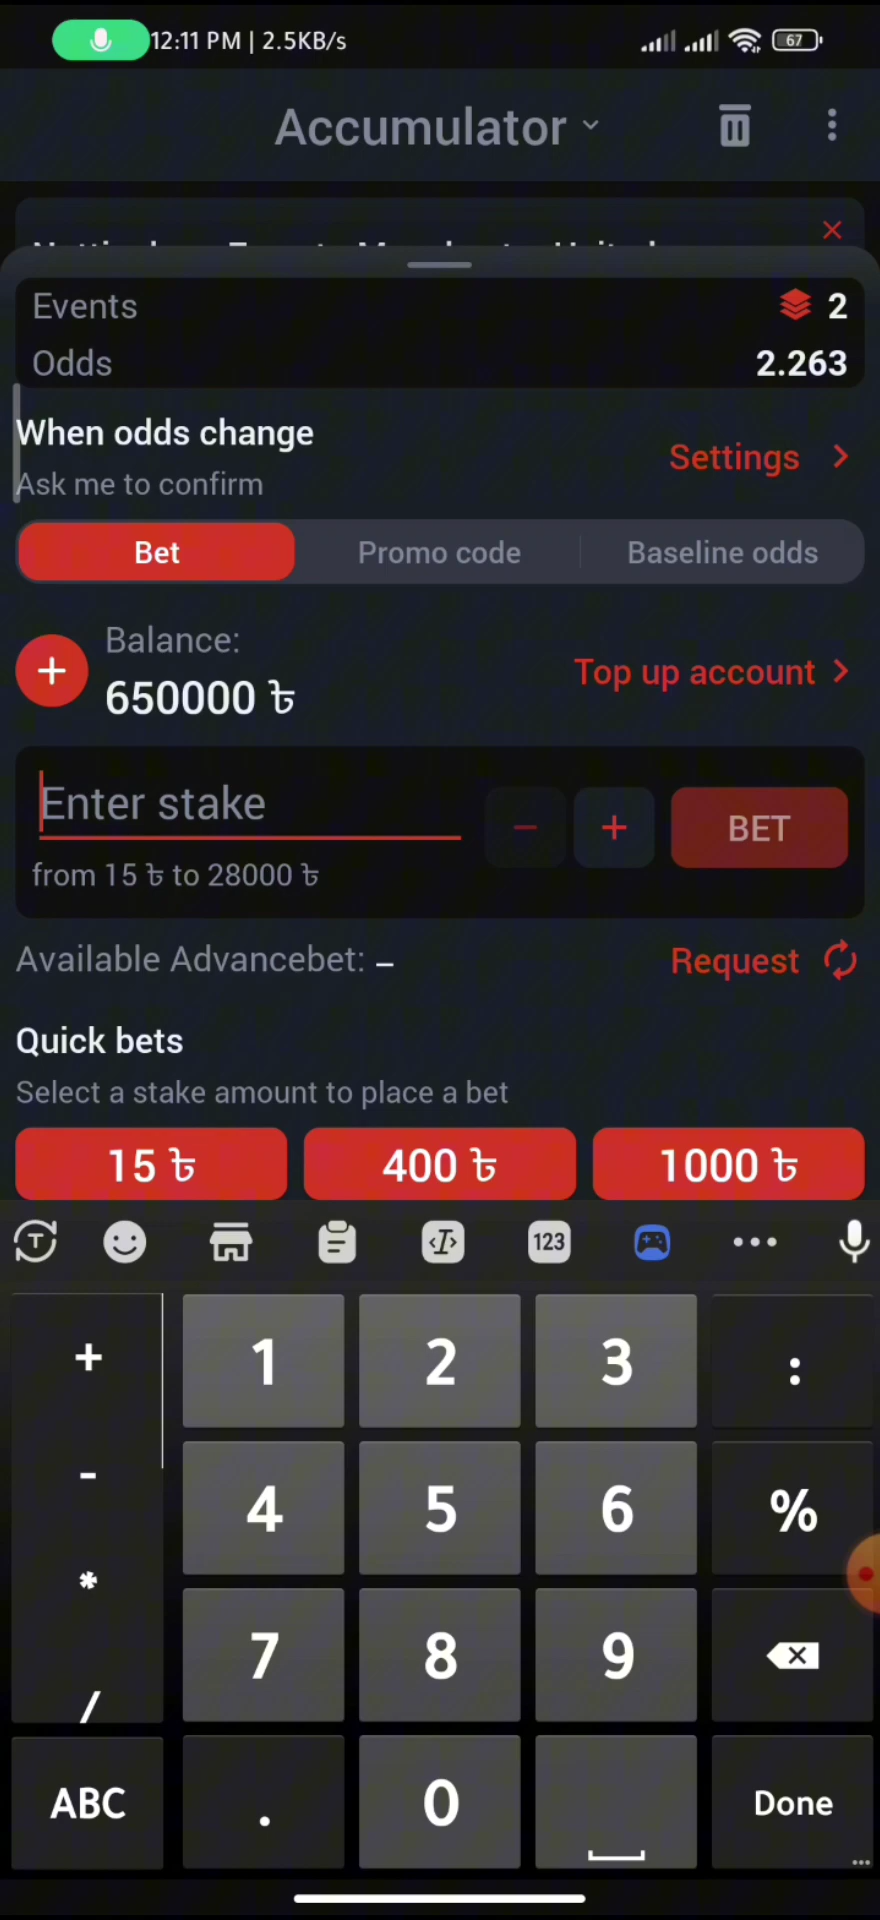 12:11 PM | 2.5KB/s
67
Accumulator
Events
2
Odds
2.263
When odds change
Ask me to confirm
Settings
Bet
Promo code
Baseline odds
Balance:
650000 ৳
Top up account
Enter stake
BET
from 15 ৳ to 28000 ৳
Available Advancebet: –
Request
Quick bets
Select a stake amount to place a bet
15 ৳
400 ৳
1000 ৳
T
123
+
1
2
3
:
-
4
5
6
%
*
7
8
9
/
ABC
.
0
Done